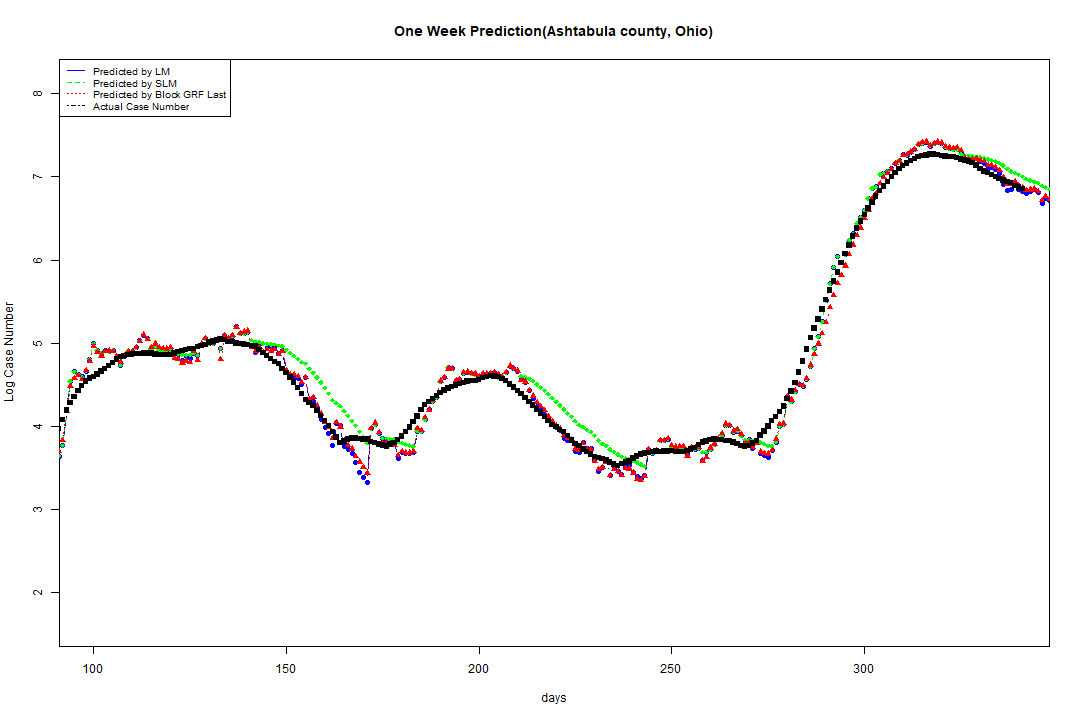 One Week Prediction(Ashtabula county, Ohio)
Predicted by LM
Predicted by SLM
Predicted by Block GRF Last
Actual Case Number
8
7
6
5
4
3
2
Log Case Number
100 150 200 250 300
days